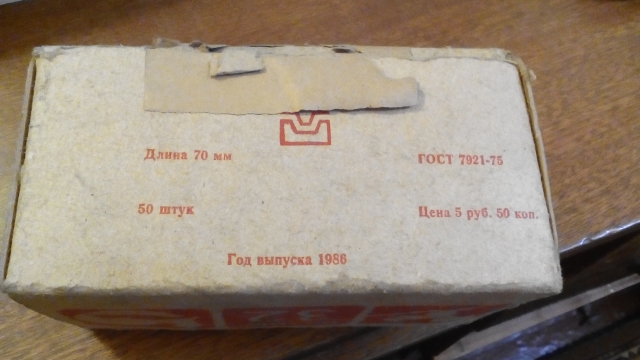 Длина 70 мм
ГОСТ 7921-75
50 штук
Цена 5 руб. 50 коп.
Год выпуска 1986